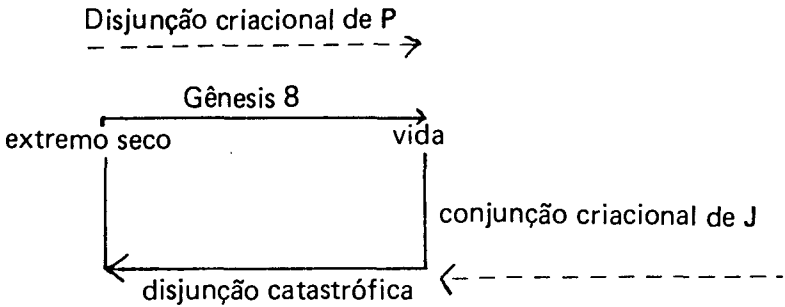 Disjunção criacional de P
Gênesis 8
extremo seco
vida
conjunção criacional de J
disjunção catastrófica